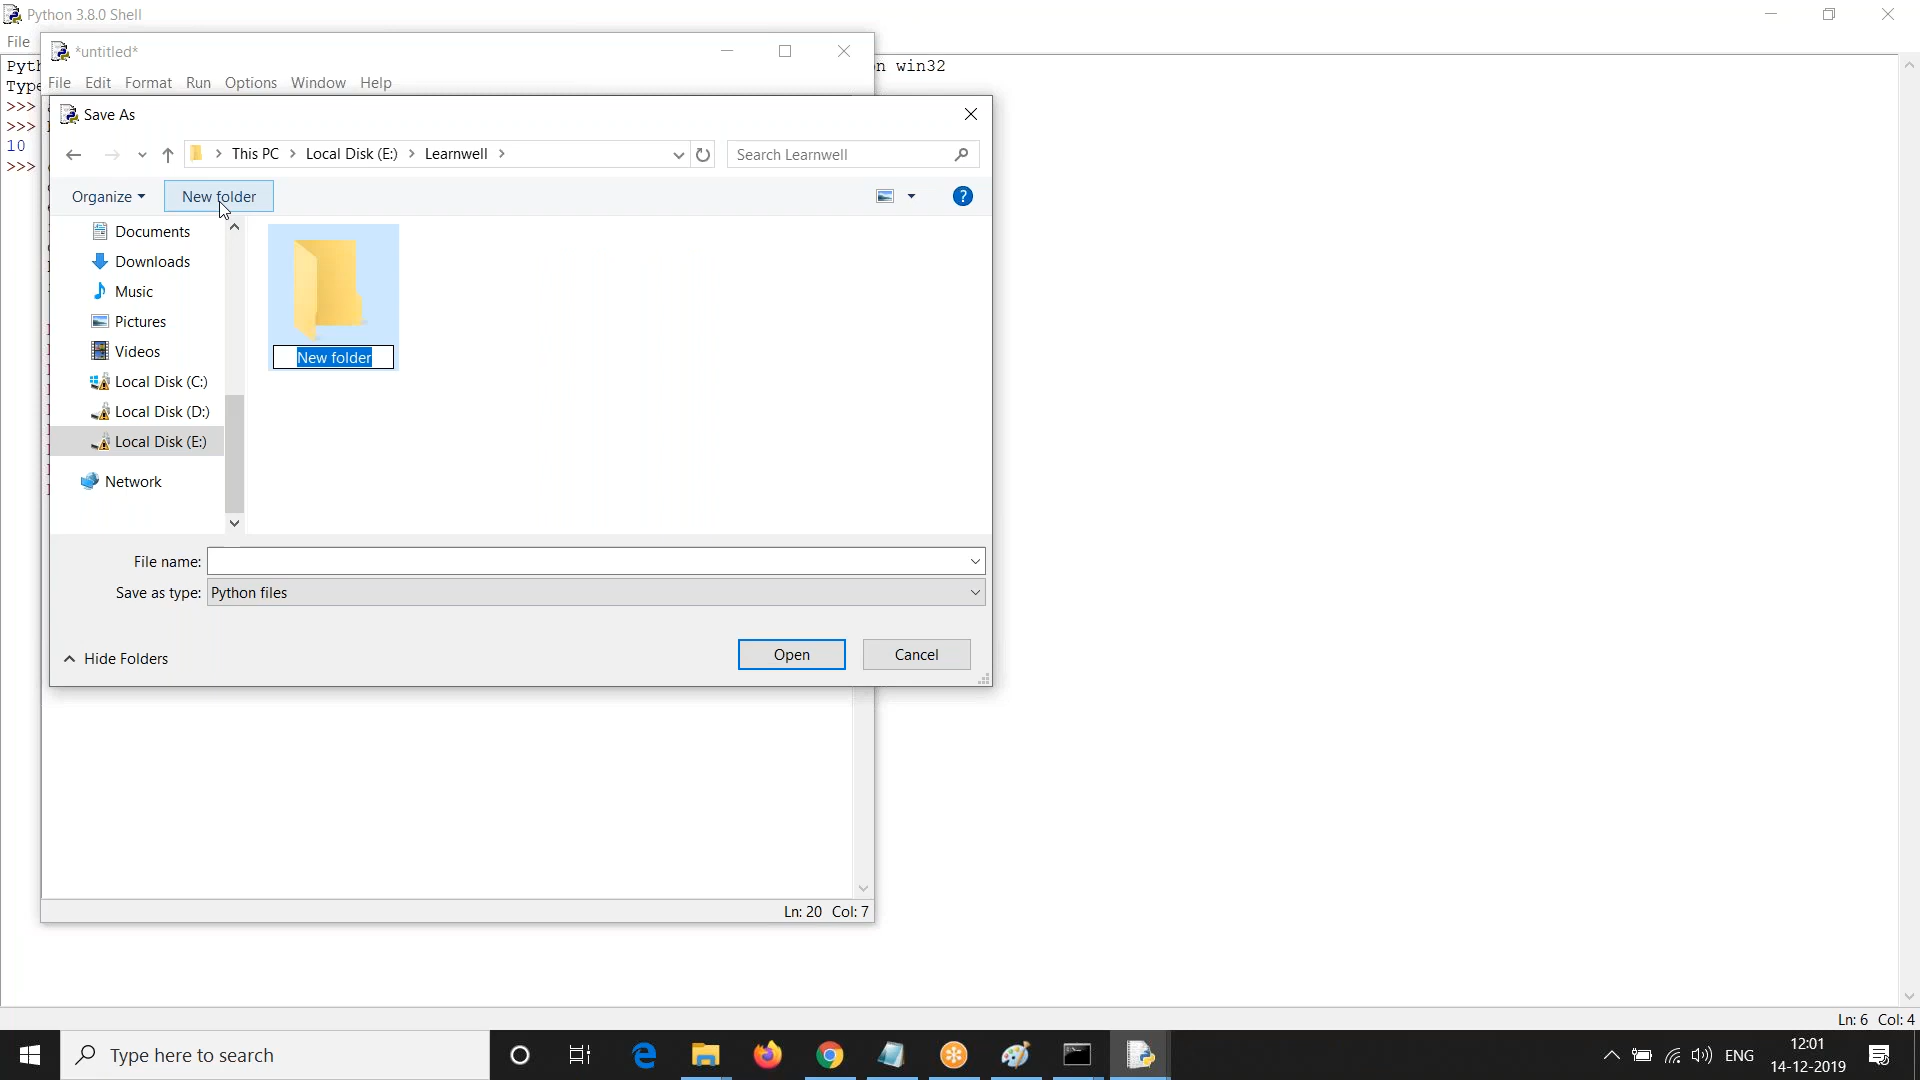 Python 3.8.0 Shell
File
*untitled*
File Edit Format Run Options Window Help
n win32
>>>
>>>
10
>>>
Save As
This PC > Local Disk (E:) > Learnwell >
Search Learnwell
Organize
New folder
Documents
Downloads
Music
Pictures
Videos
Local Disk (C:)
Local Disk (D:)
Local Disk (E:)
Network
New folder
File name:
Save as type: Python files
Hide Folders
Open
Cancel
Ln: 20 Col: 7
Ln: 6 Col: 4
Type here to search
ENG
12:01
14-12-2019